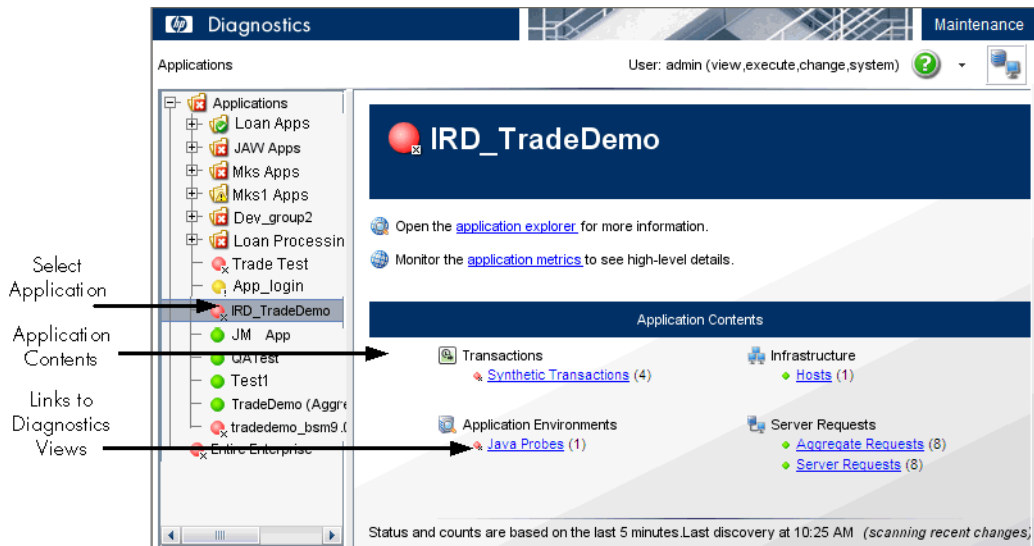 hp Diagnostics
Maintenance
Applications
User: admin (view,execute,change,system)
Applications
Loan Apps
JAW Apps
Mks Apps
Mks1 Apps
Dev_group2
Loan Processin
Trade Test
App_login
IRD_TradeDemo
JM App
QATest
Test1
TradeDemo (Aggre
tradedemo_bsm9.0
Entire Enterprise
Select
Application
Application
Contents
Links to
Diagnostics
Views
IRD_TradeDemo
Open the application explorer for more information.
Monitor the application metrics to see high-level details.
Application Contents
Transactions
Synthetic Transactions (4)
Infrastructure
Hosts (1)
Application Environments
Java Probes (1)
Server Requests
Aggregate Requests (8)
Server Requests (8)
Status and counts are based on the last 5 minutes.Last discovery at 10:25 AM (scanning recent changes)